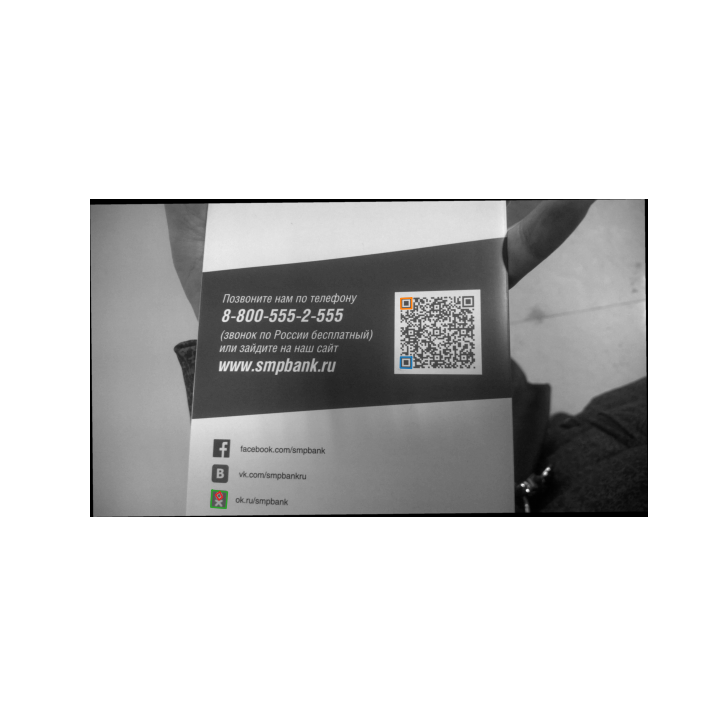 Позвоните нам по телефону
8-800-555-2-555
(звонок по России бесплатный)
или зайдите на наш сайт
www.smpbank.ru
facebook.com/smpbank
vk.com/smpbankru
ok.ru/smpbank